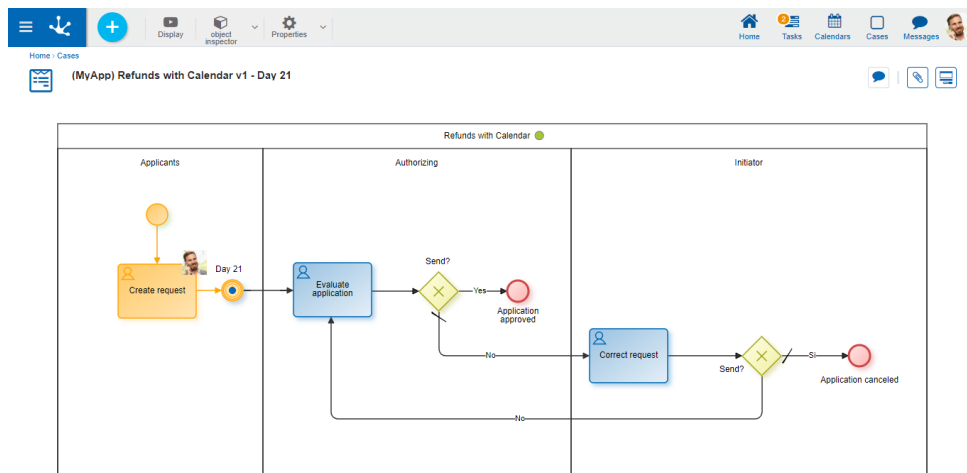 Display
object
inspector
Properties
Home
2
Tasks
Calendars
Cases
Messages
Home › Cases
(MyApp) Refunds with Calendar v1 - Day 21
Refunds with Calendar
Applicants
Authorizing
Initiator
Day 21
Create request
Evaluate
application
Send?
Yes
Application
approved
No
Correct request
Send?
Si
Application canceled
No